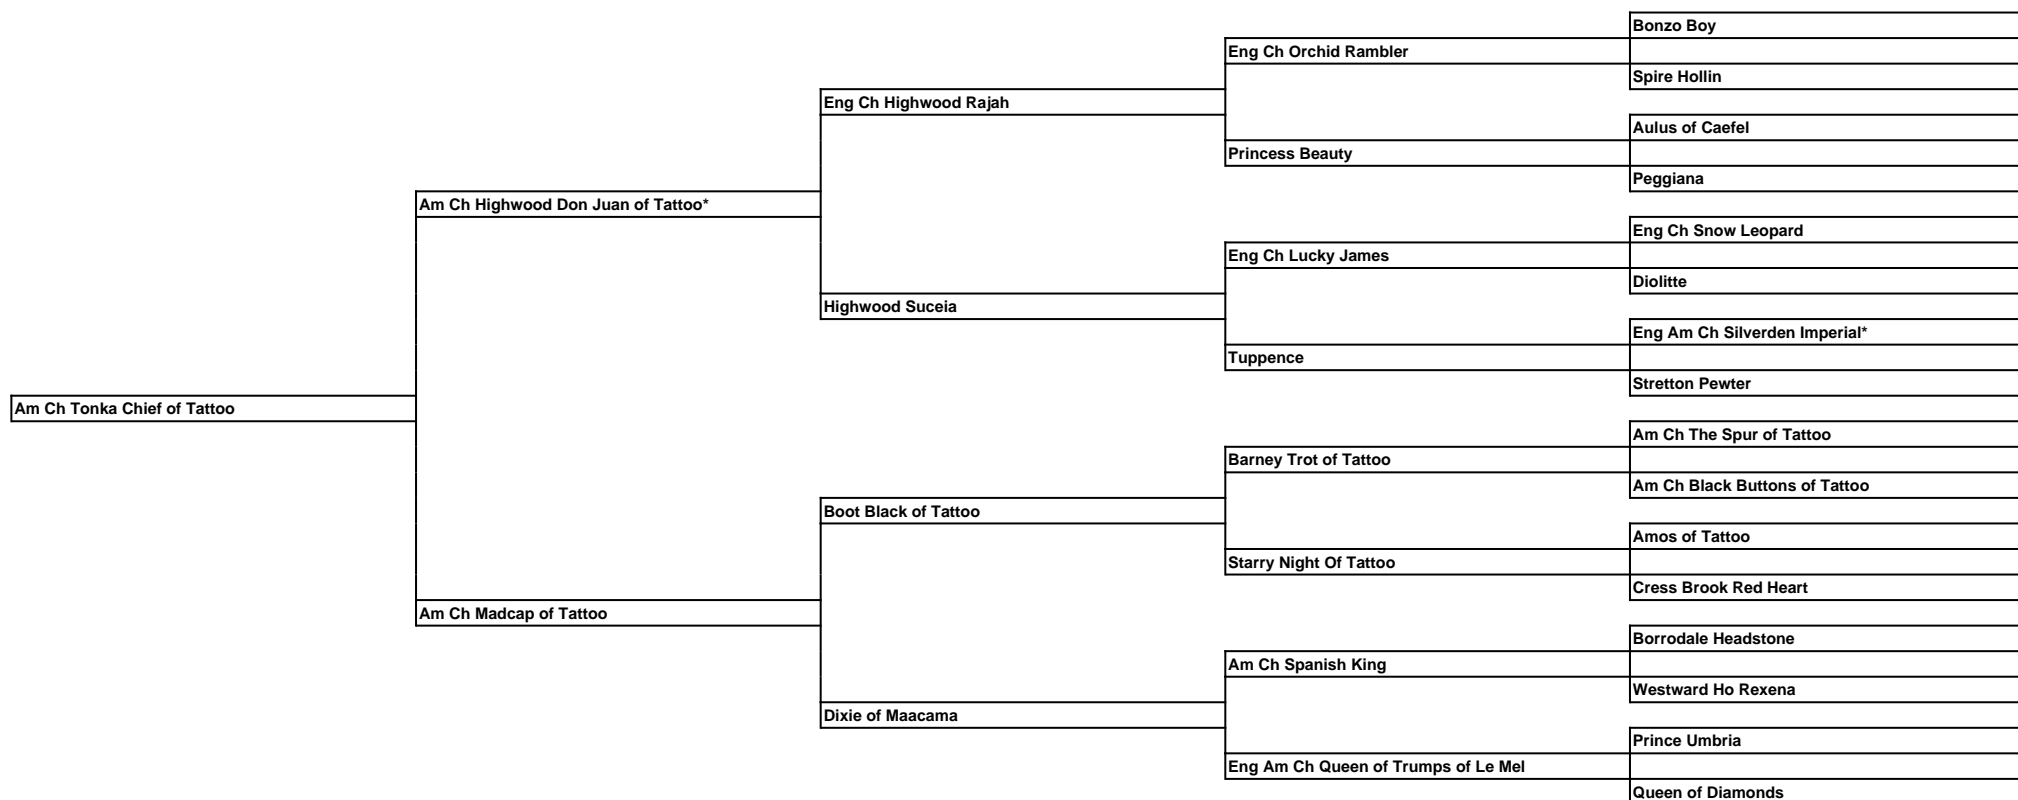 Bonzo Boy
Eng Ch Orchid Rambler
Spire Hollin
Eng Ch Highwood Rajah
Aulus of Caefel
Princess Beauty
Peggiana
Am Ch Highwood Don Juan of Tattoo*
Eng Ch Snow Leopard
Eng Ch Lucky James
Diolitte
Highwood Suceia
Eng Am Ch Silverden Imperial*
Tuppence
Stretton Pewter
Am Ch Tonka Chief of Tattoo
Am Ch The Spur of Tattoo
Barney Trot of Tattoo
Am Ch Black Buttons of Tattoo
Boot Black of Tattoo
Amos of Tattoo
Starry Night Of Tattoo
Cress Brook Red Heart
Am Ch Madcap of Tattoo
Borrodale Headstone
Am Ch Spanish King
Westward Ho Rexena
Dixie of Maacama
Prince Umbria
Eng Am Ch Queen of Trumps of Le Mel
Queen of Diamonds